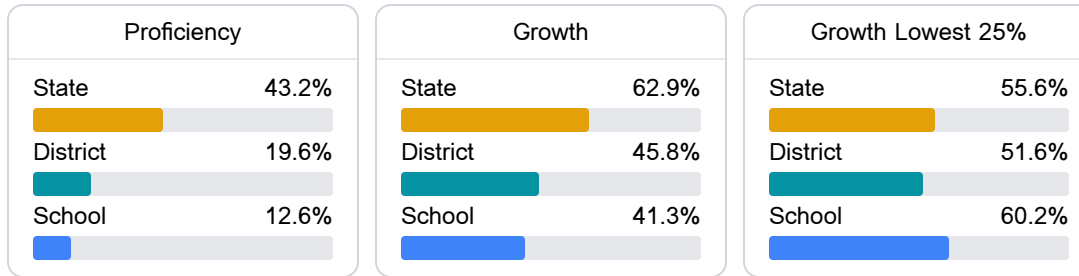 Proficiency
State 43.2%
District 19.6%
School 12.6%
Growth
State 62.9%
District 45.8%
School 41.3%
Growth Lowest 25%
State 55.6%
District 51.6%
School 60.2%